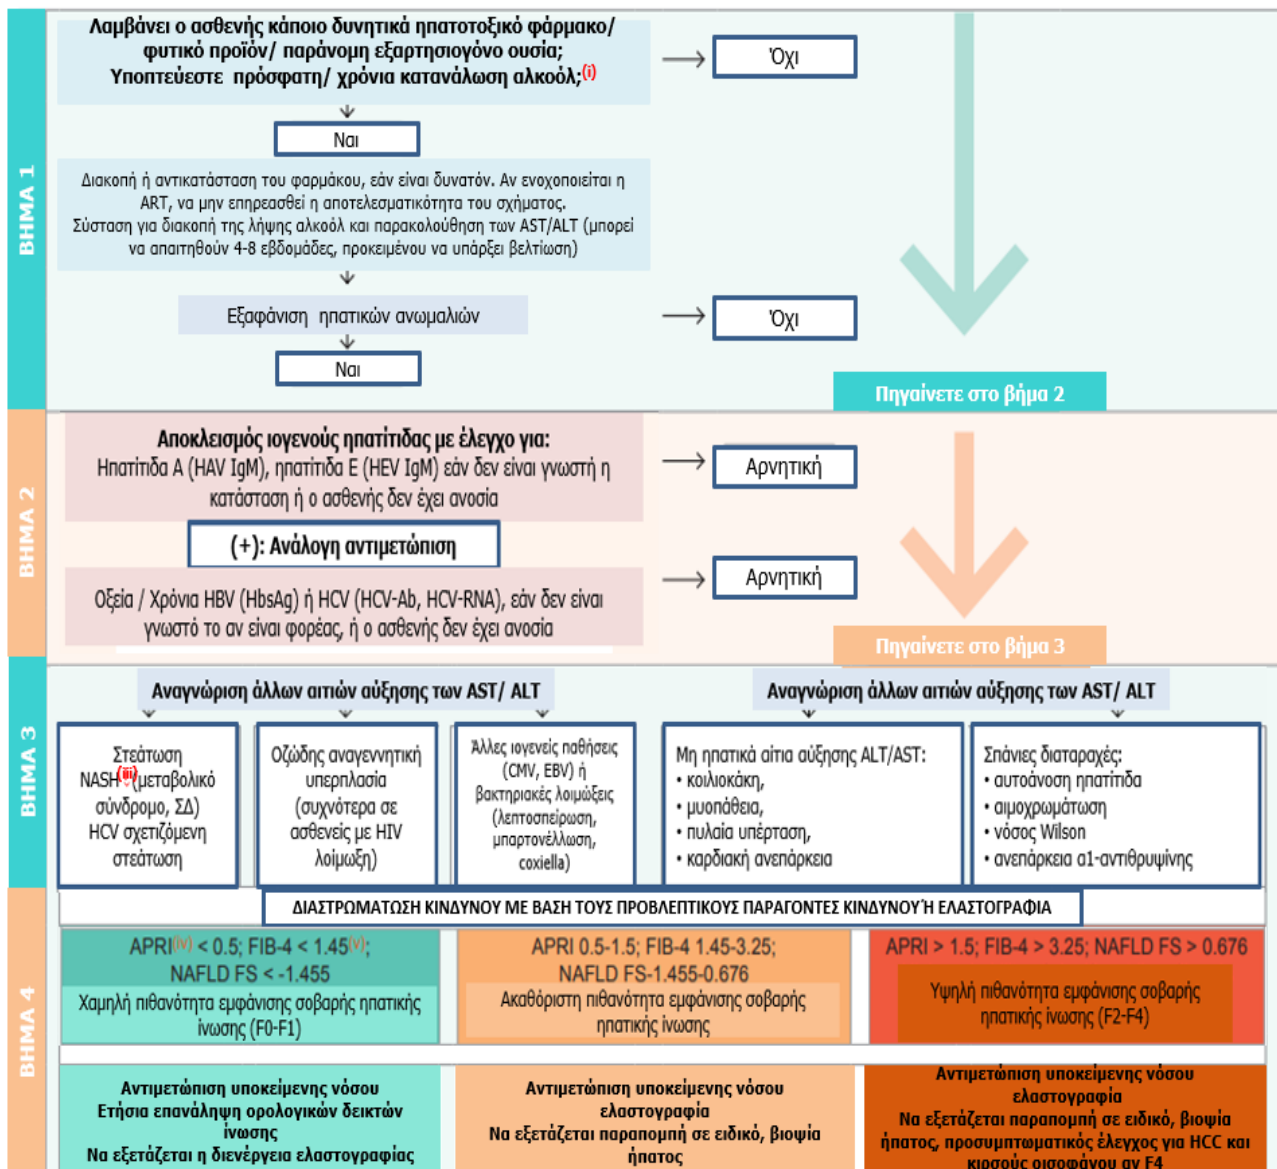 ΒΗΜΑ 1
Λαμβάνει ο ασθενής κάποιο δυνητικά ηπατοτοξικό φάρμακο/
φυτικό προϊόν/ παράνομη εξαρτησιογόνο ουσία;
Υποπτεύεστε πρόσφατη/ χρόνια κατανάλωση αλκοόλ;(i)
Όχι
Ναι
Διακοπή ή αντικατάσταση του φαρμάκου, εάν είναι δυνατόν. Αν ενοχοποιείται η
ART, να μην επηρεασθεί η αποτελεσματικότητα του σχήματος.
Σύσταση για διακοπή της λήψης αλκοόλ και παρακολούθηση των AST/ALT (μπορεί
να απαιτηθούν 4-8 εβδομάδες, προκειμένου να υπάρξει βελτίωση)
Εξαφάνιση ηπατικών ανωμαλιών
Όχι
Ναι
Πηγαίνετε στο βήμα 2
ΒΗΜΑ 2
Αποκλεισμός ιογενούς ηπατίτιδας με έλεγχο για:
Ηπατίτιδα Α (HAV IgM), ηπατίτιδα Ε (HEV IgM) εάν δεν είναι γνωστή η
κατάσταση ή ο ασθενής δεν έχει ανοσία
Αρνητική
(+): Ανάλογη αντιμετώπιση
Οξεία / Χρόνια HBV (HbsAg) ή HCV (HCV-Ab, HCV-RNA), εάν δεν είναι
γνωστό το αν είναι φορέας, ή ο ασθενής δεν έχει ανοσία
Αρνητική
Πηγαίνετε στο βήμα 3
ΒΗΜΑ 3
Αναγνώριση άλλων αιτιών αύξησης των AST/ ALT
Αναγνώριση άλλων αιτιών αύξησης των AST/ ALT
Στεάτωση
NASH(iii)(μεταβολικό
σύνδρομο, ΣΔ)
HCV σχετιζόμενη
στεάτωση
Οζώδης αναγεννητική
υπερπλασία
(συχνότερα σε
ασθενείς με HIV
λοίμωξη)
Άλλες ιογενείς παθήσεις
(CMV, EBV) ή
βακτηριακές λοιμώξεις
(λεπτοσπείρωση,
μπαρτονέλλωση,
coxiella)
Μη ηπατικά αίτια αύξησης ALT/AST:
• κοιλιοκάκη,
• μυοπάθεια,
• πυλαία υπέρταση,
• καρδιακή ανεπάρκεια
Σπάνιες διαταραχές:
• αυτοάνοση ηπατίτιδα
• αιμοχρωμάτωση
• νόσος Wilson
• ανεπάρκεια α1-αντιθρυψίνης
ΒΗΜΑ 4
ΔΙΑΣΤΡΩΜΑΤΩΣΗ ΚΙΝΔΥΝΟΥ ΜΕ ΒΑΣΗ ΤΟΥΣ ΠΡΟΒΛΕΠΤΙΚΟΥΣ ΠΑΡΑΓΟΝΤΕΣ ΚΙΝΔΥΝΟΥ Ή ΕΛΑΣΤΟΓΡΑΦΙΑ
APRI(iv) < 0.5; FIB-4 < 1.45(v);
NAFLD FS < -1.455
Χαμηλή πιθανότητα εμφάνισης σοβαρής ηπατικής
ίνωσης (F0-F1)
APRI 0.5-1.5; FIB-4 1.45-3.25;
NAFLD FS-1.455-0.676
Ακαθόριστη πιθανότητα εμφάνισης σοβαρής
ηπατικής ίνωσης
APRI > 1.5; FIB-4 > 3.25; NAFLD FS > 0.676
Υψηλή πιθανότητα εμφάνισης σοβαρής
ηπατικής ίνωσης (F2-F4)
Αντιμετώπιση υποκείμενης νόσου
Ετήσια επανάληψη ορολογικών δεικτών
ίνωσης
Να εξετάζεται η διενέργεια ελαστογραφίας
Αντιμετώπιση υποκείμενης νόσου
ελαστογραφία
Να εξετάζεται παραπομπή σε ειδικό, βιοψία
ήπατος
Αντιμετώπιση υποκείμενης νόσου
ελαστογραφία
Να εξετάζεται παραπομπή σε ειδικό, βιοψία
ήπατος, προσυμπτωματικός έλεγχος για HCC και
κιρσούς οισοφάγου αν F4